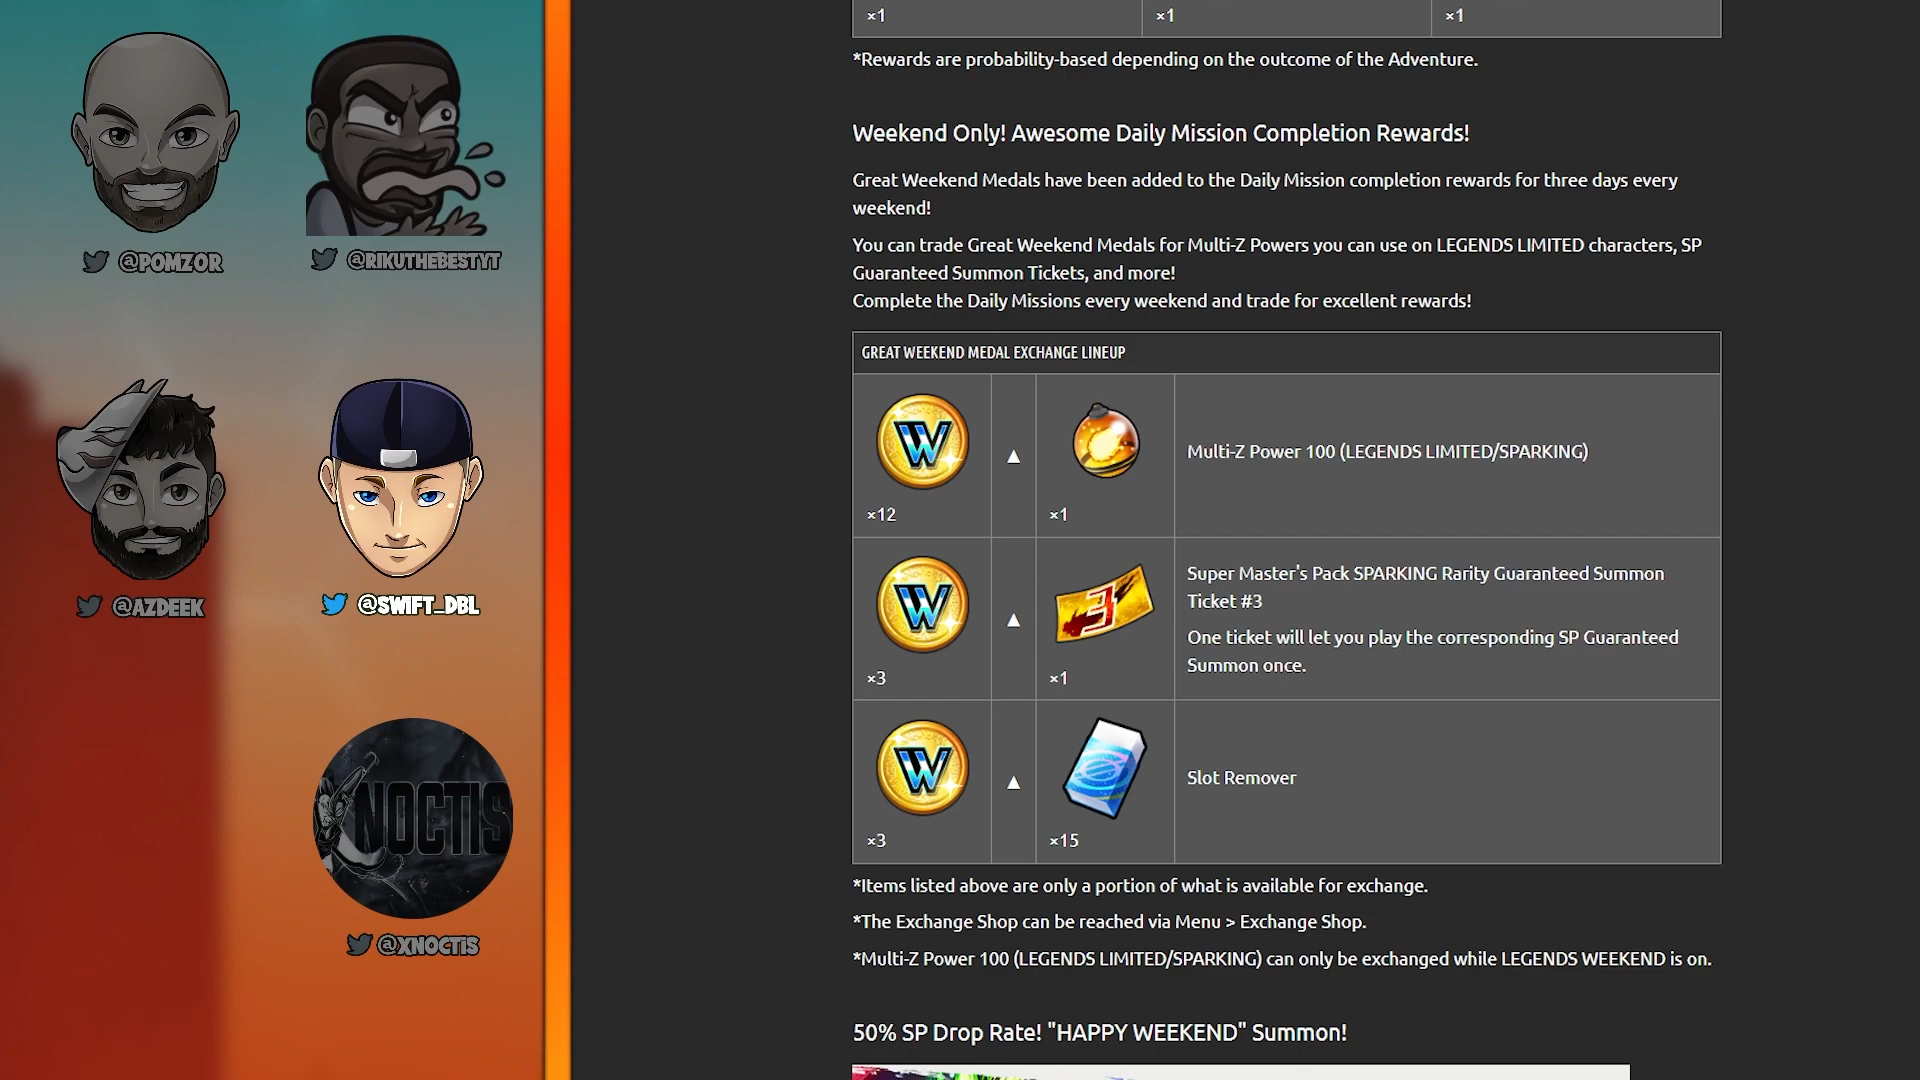 ×1 ×1 ×1
*Rewards are probability-based depending on the outcome of the Adventure.
Weekend Only! Awesome Daily Mission Completion Rewards!
Great Weekend Medals have been added to the Daily Mission completion rewards for three days every
weekend!
You can trade Great Weekend Medals for Multi-Z Powers you can use on LEGENDS LIMITED characters, SP
Guaranteed Summon Tickets, and more!
Complete the Daily Missions every weekend and trade for excellent rewards!
GREAT WEEKEND MEDAL EXCHANGE LINEUP
W
×12
▲
×1
Multi-Z Power 100 (LEGENDS LIMITED/SPARKING)
W
×3
▲
3
×1
Super Master's Pack SPARKING Rarity Guaranteed Summon
Ticket #3
One ticket will let you play the corresponding SP Guaranteed
Summon once.
W
×3
▲
×15
Slot Remover
*Items listed above are only a portion of what is available for exchange.
*The Exchange Shop can be reached via Menu > Exchange Shop.
*Multi-Z Power 100 (LEGENDS LIMITED/SPARKING) can only be exchanged while LEGENDS WEEKEND is on.
50% SP Drop Rate! "HAPPY WEEKEND" Summon!
@POMZOR
@RIKUTHEBESTYT
@AZDEEK
@SWIFT_DBL
NOCTIS
@XNOCTIS